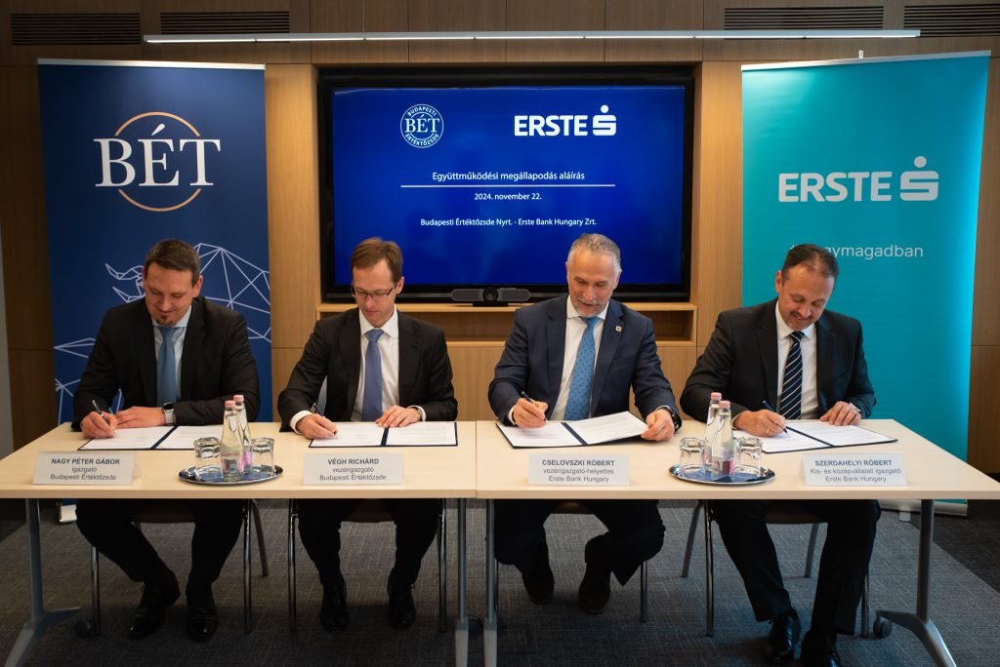 BÉT
BUDAPESTI
BÉT
ÉRTÉKTŐZSDE
ERSTE
Együttműködési megállapodás aláírás
2024. november 22.
Budapesti Értéktőzsde Nyrt. - Erste Bank Hungary Zrt.
ERSTE
gymagadban
NAGY PÉTER GÁBOR
igazgató
Budapesti Értéktőzsde
VÉGH RICHÁRD
vezérigazgató
Budapesti Értéktőzsde
CSELOVSZKI RÓBERT
vezérigazgató-helyettes
Erste Bank Hungary
SZERDAHELYI RÓBERT
Kis- és középvállalati igazgató
Erste Bank Hungary